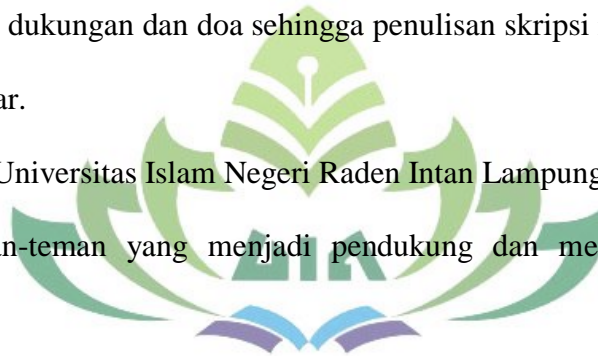 dukungan dan doa sehingga penulisan skripsi
ar.
Universitas Islam Negeri Raden Intan Lampung
n-teman yang menjadi pendukung dan me